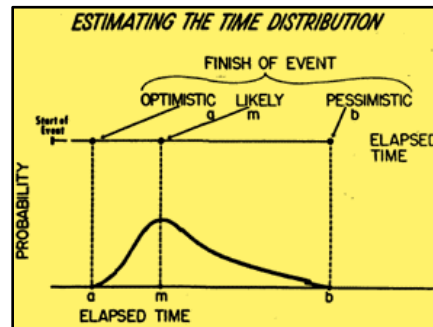 ESTIMATING THE TIME DISTRIBUTION
FINISH OF EVENT
OPTIMISTIC LIKELY PESSIMISTIC
a m b
Start of
Event
ELAPSED
TIME
PROBABILITY
a m b
ELAPSED TIME